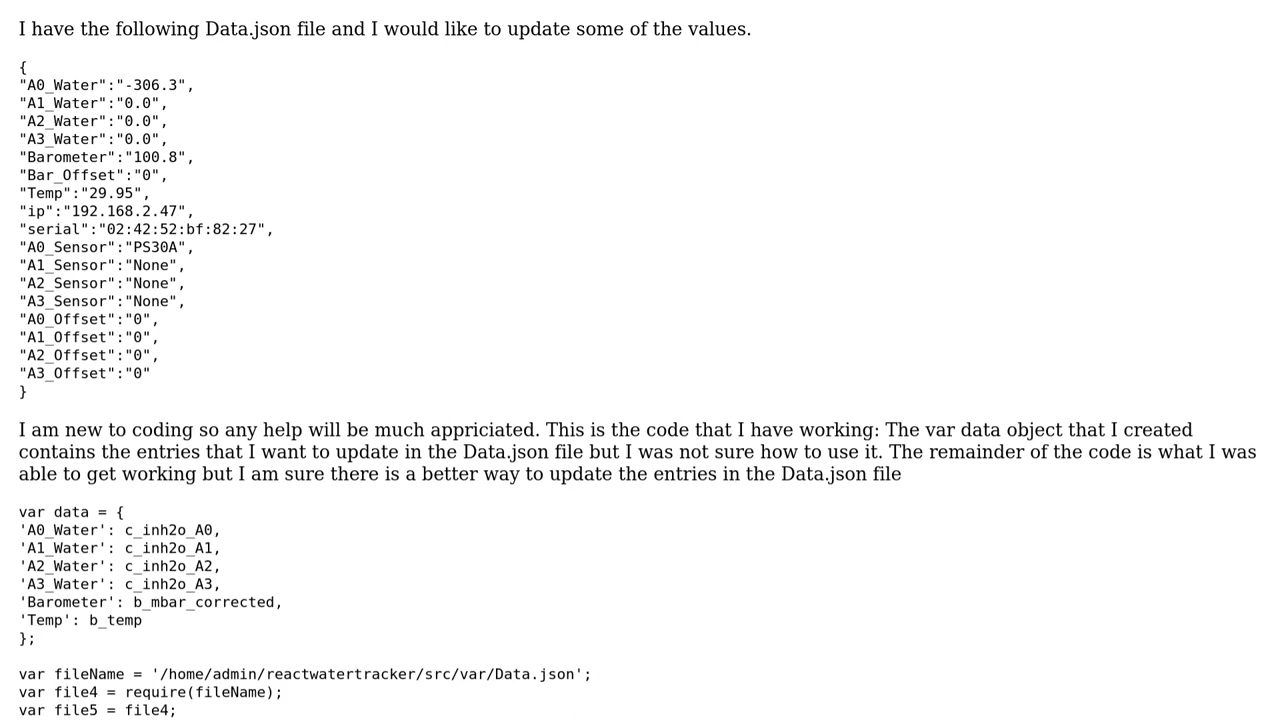 I have the following Data.json file and I would like to update some of the values.
{
"A0_Water":"-306.3",
"A1_Water":"0.0",
"A2_Water":"0.0",
"A3_Water":"0.0",
"Barometer":"100.8",
"Bar_Offset":"0",
"Temp":"29.95",
"ip":"192.168.2.47",
"serial":"02:42:52:bf:82:27",
"A0_Sensor":"PS30A",
"A1_Sensor":"None",
"A2_Sensor":"None",
"A3_Sensor":"None",
"A0_Offset":"0",
"A1_Offset":"0",
"A2_Offset":"0",
"A3_Offset":"0"
}
I am new to coding so any help will be much appriciated. This is the code that I have working: The var data object that I created
contains the entries that I want to update in the Data.json file but I was not sure how to use it. The remainder of the code is what I was
able to get working but I am sure there is a better way to update the entries in the Data.json file
var data = {
'A0_Water': c_inh2o_A0,
'A1_Water': c_inh2o_A1,
'A2_Water': c_inh2o_A2,
'A3_Water': c_inh2o_A3,
'Barometer': b_mbar_corrected,
'Temp': b_temp
};
var fileName = '/home/admin/reactwatertracker/src/var/Data.json';
var file4 = require(fileName);
var file5 = file4;